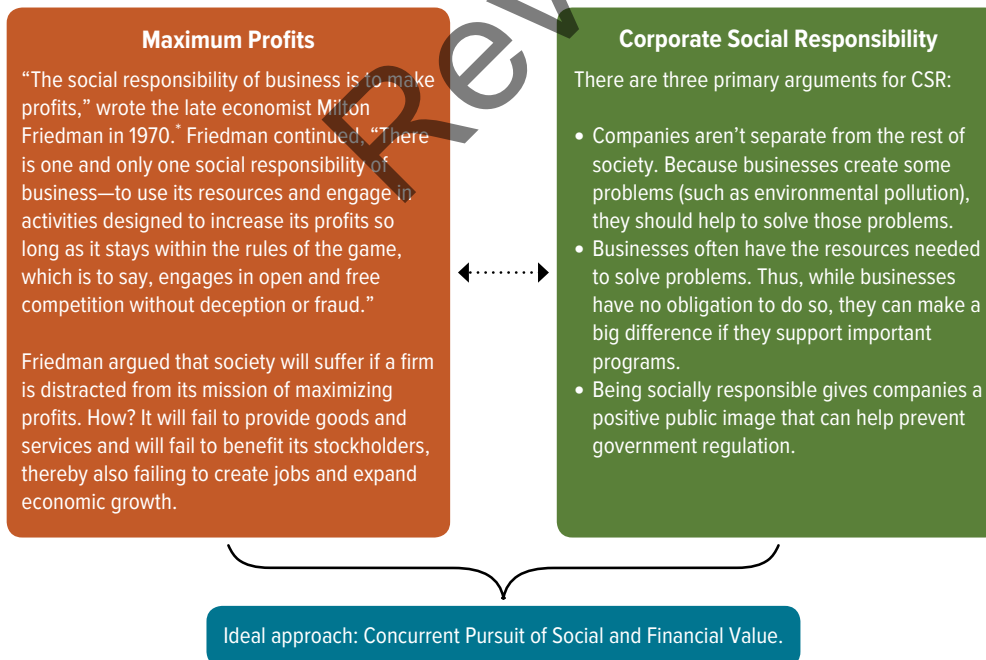 Maximum Profits
“The social responsibility of business is to make
profits,” wrote the late economist Milton
Friedman in 1970.* Friedman continued, “There
is one and only one social responsibility of
business—to use its resources and engage in
activities designed to increase its profits so
long as it stays within the rules of the game,
which is to say, engages in open and free
competition without deception or fraud.”
Friedman argued that society will suffer if a firm
is distracted from its mission of maximizing
profits. How? It will fail to provide goods and
services and will fail to benefit its stockholders,
thereby also failing to create jobs and expand
economic growth.
Corporate Social Responsibility
There are three primary arguments for CSR:
• Companies aren’t separate from the rest of
society. Because businesses create some
problems (such as environmental pollution),
they should help to solve those problems.
• Businesses often have the resources needed
to solve problems. Thus, while businesses
have no obligation to do so, they can make a
big difference if they support important
programs.
• Being socially responsible gives companies a
positive public image that can help prevent
government regulation.
Ideal approach: Concurrent Pursuit of Social and Financial Value.